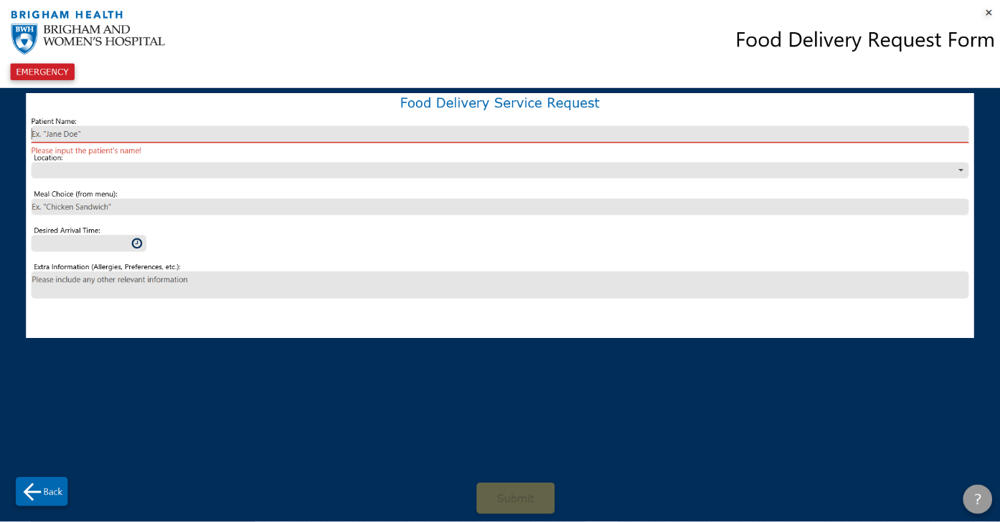 BRIGHAM HEALTH
BWH
BRIGHAM AND
WOMEN'S HOSPITAL
×
Food Delivery Request Form
EMERGENCY
Food Delivery Service Request
Patient Name:
Ex. "Jane Doe"
Please input the patient's name!
Location:
Meal Choice (from menu):
Ex. "Chicken Sandwich"
Desired Arrival Time:
Extra Information (Allergies, Preferences, etc.):
Please include any other relevant information
Back
Submit
?